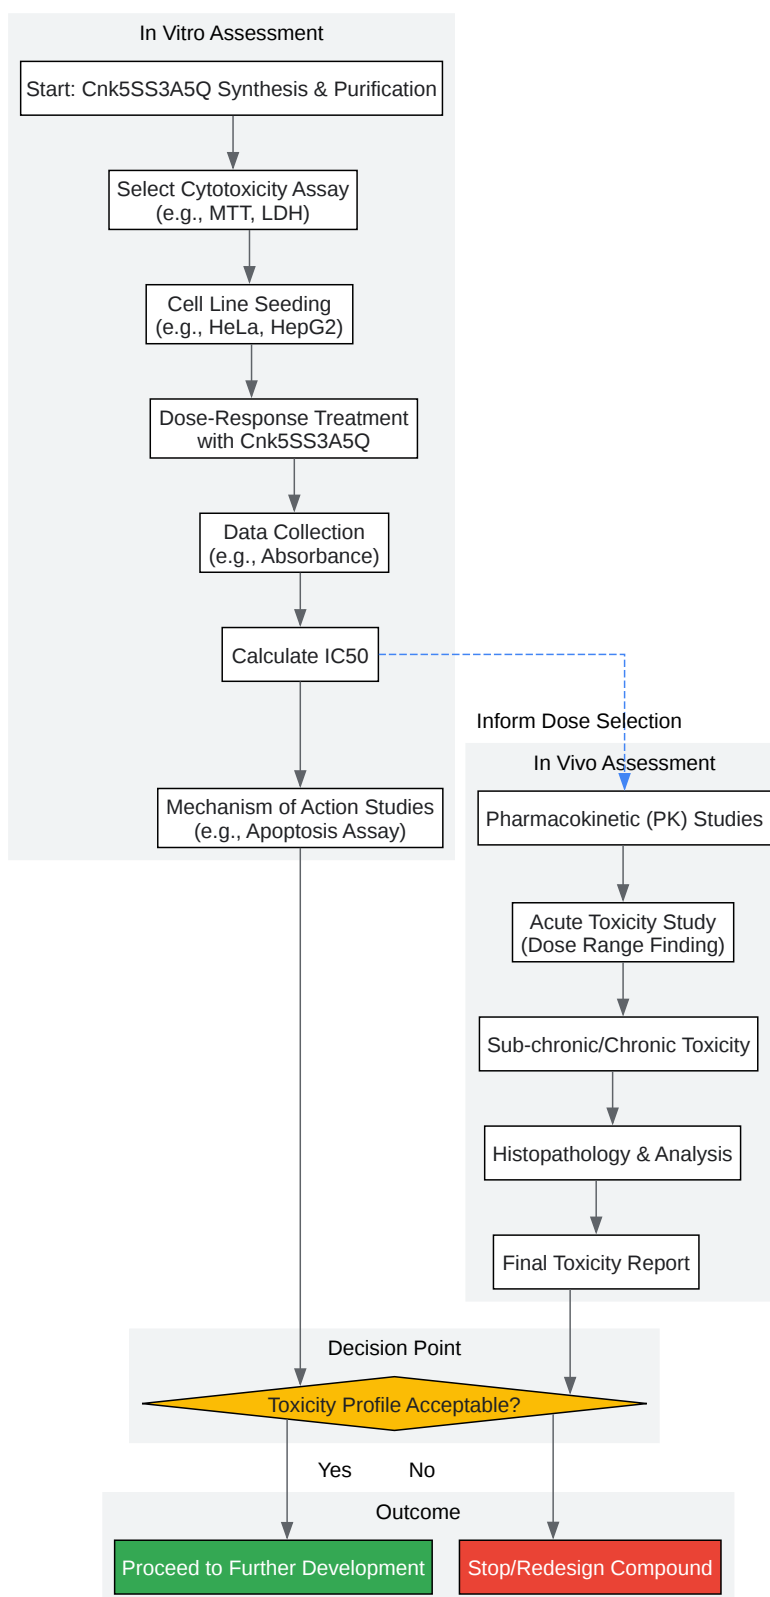 In Vitro Assessment
Start: Cnk5SS3A5Q Synthesis & Purification
Select Cytotoxicity Assay
(e.g., MTT, LDH)
Cell Line Seeding
(e.g., HeLa, HepG2)
Dose-Response Treatment
with Cnk5SS3A5Q
Data Collection
(e.g., Absorbance)
Calculate IC50
Mechanism of Action Studies
(e.g., Apoptosis Assay)
Inform Dose Selection
In Vivo Assessment
Pharmacokinetic (PK) Studies
Acute Toxicity Study
(Dose Range Finding)
Sub-chronic/Chronic Toxicity
Histopathology & Analysis
Final Toxicity Report
Decision Point
Toxicity Profile Acceptable?
Yes
No
Outcome
Proceed to Further Development
Stop/Redesign Compound